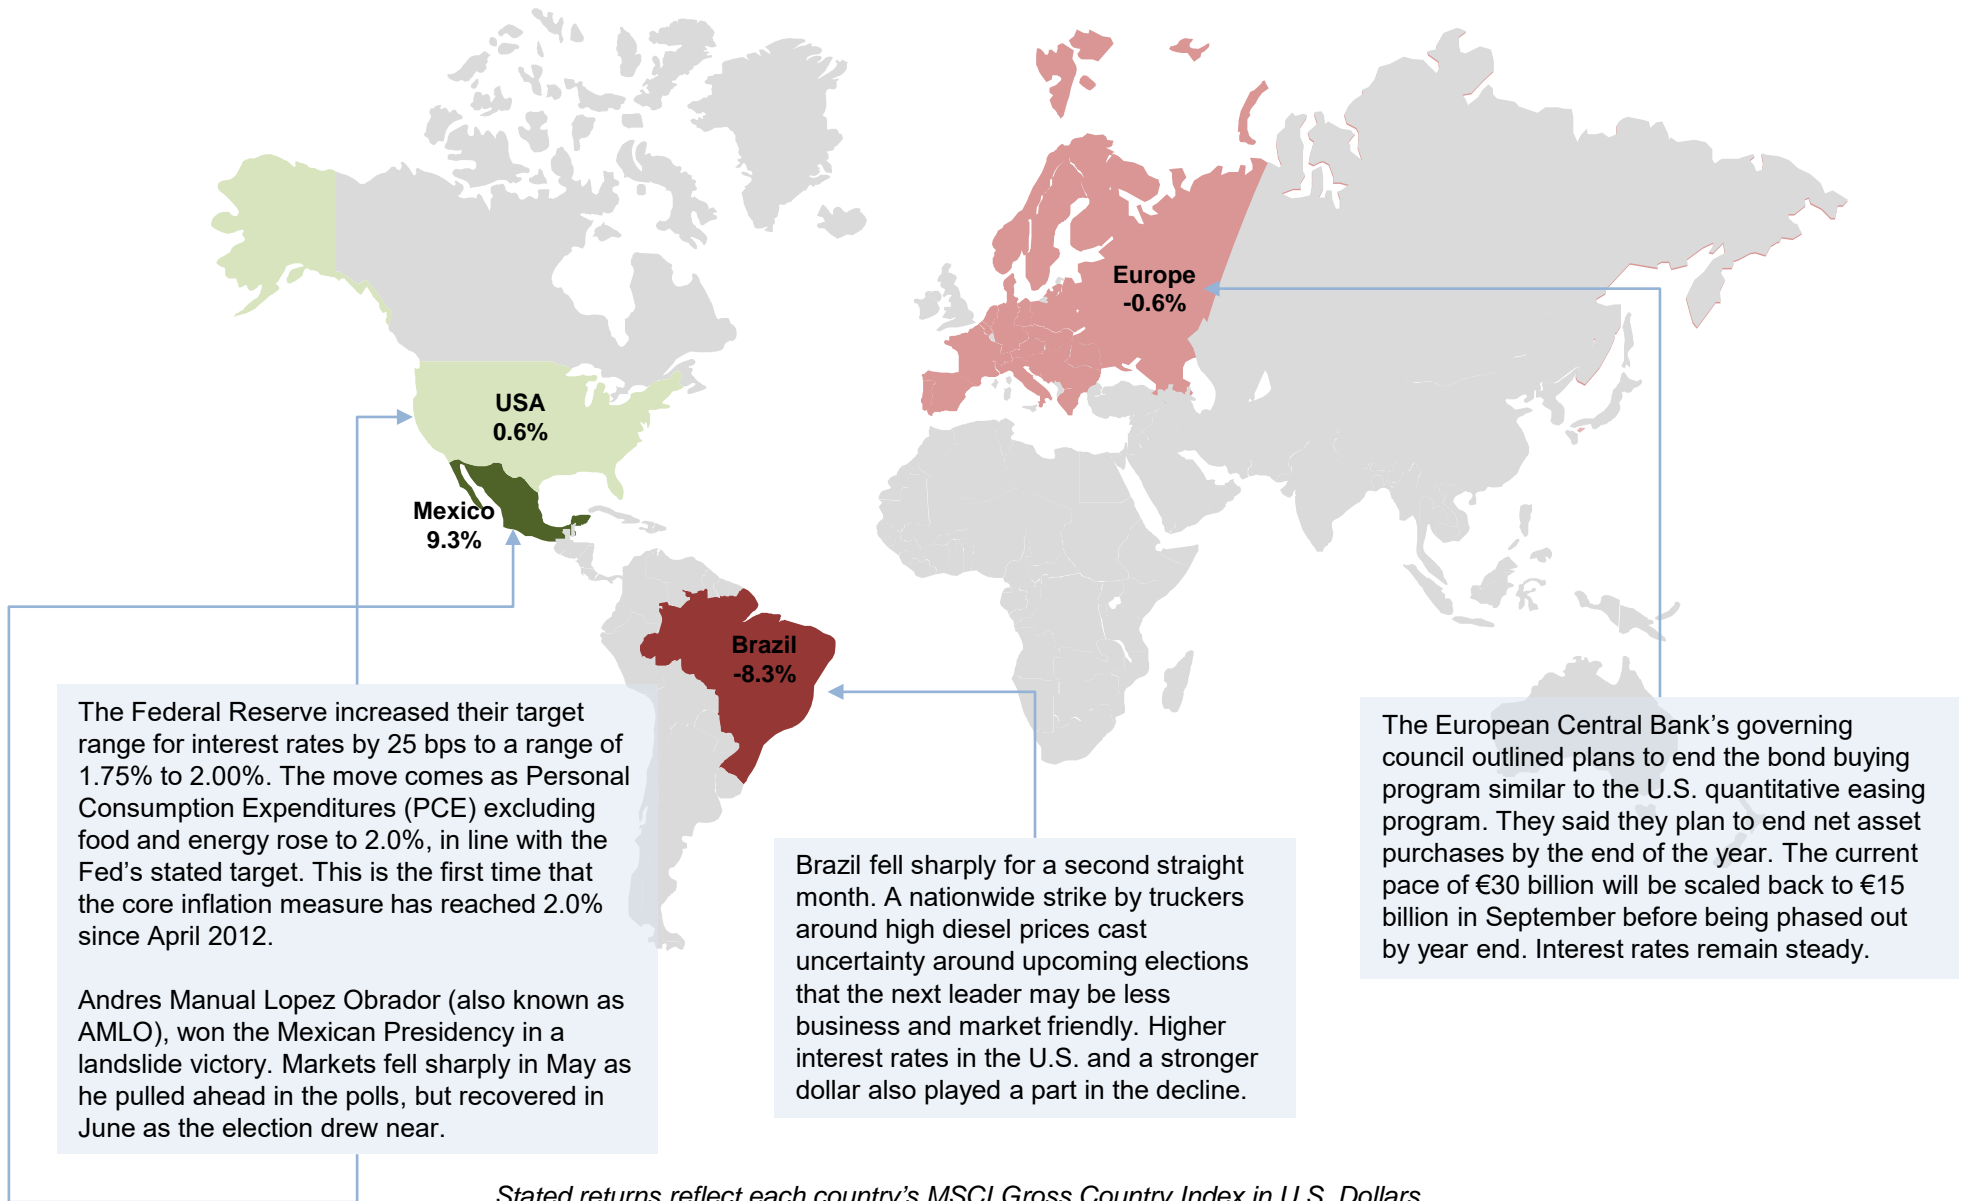 Europe
-0.6%
USA
0.6%
Mexico
9.3%
Brazil
-8.3%
The Federal Reserve increased their target
range for interest rates by 25 bps to a range of
1.75% to 2.00%. The move comes as Personal
Consumption Expenditures (PCE) excluding
food and energy rose to 2.0%, in line with the
Fed’s stated target. This is the first time that
the core inflation measure has reached 2.0%
since April 2012.
Andres Manual Lopez Obrador (also known as
AMLO), won the Mexican Presidency in a
landslide victory. Markets fell sharply in May as
he pulled ahead in the polls, but recovered in
June as the election drew near.
Brazil fell sharply for a second straight
month. A nationwide strike by truckers
around high diesel prices cast
uncertainty around upcoming elections
that the next leader may be less
business and market friendly. Higher
interest rates in the U.S. and a stronger
dollar also played a part in the decline.
The European Central Bank’s governing
council outlined plans to end the bond buying
program similar to the U.S. quantitative easing
program. They said they plan to end net asset
purchases by the end of the year. The current
pace of €30 billion will be scaled back to €15
billion in September before being phased out
by year end. Interest rates remain steady.
Stated returns reflect each country’s MSCI Gross Country Index in U.S. Dollars